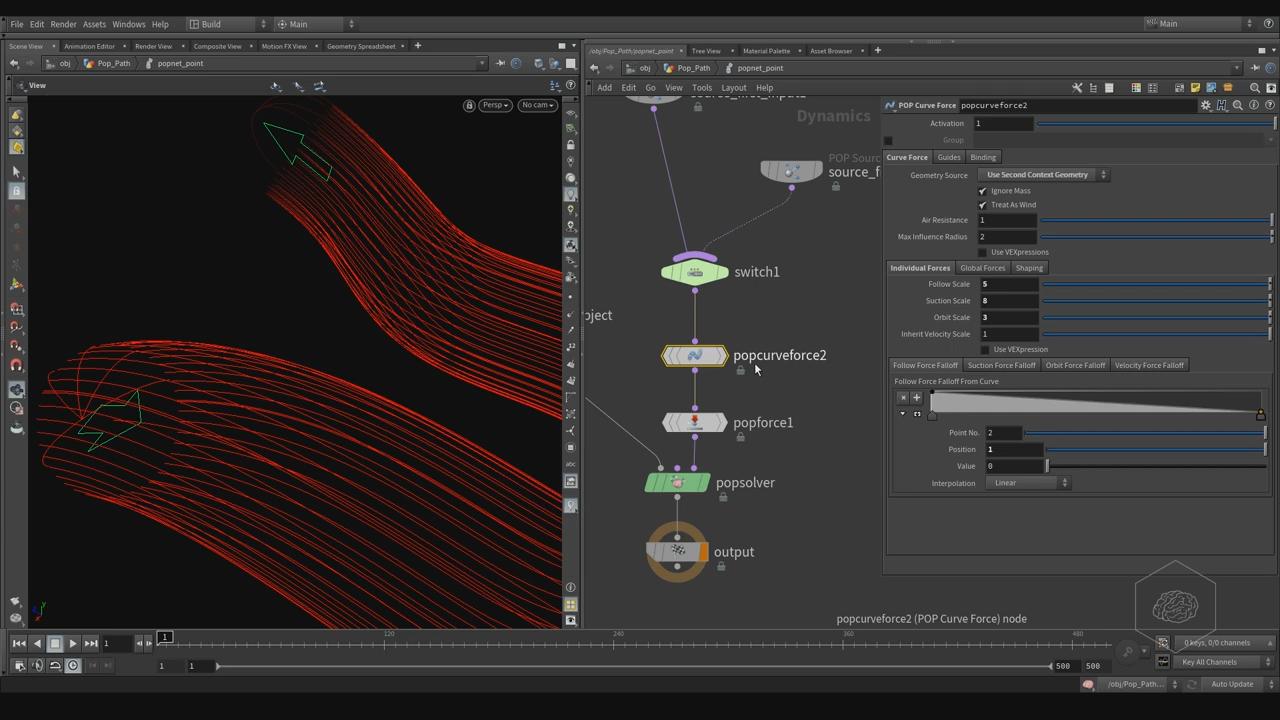 File Edit Render Assets Windows Help Build Main Main
Scene View Animation Editor Render View Composite View Motion FX View Geometry Spreadsheet
obj Pop_Path popnet_point
View
Persp No cam
/obj/Pop_Path/popnet_point Tree View Material Palette Asset Browser
obj Pop_Path popnet_point
Add Edit Go View Tools Layout Help
Dynamics
POP Sourc
source_f
switch1
bject
popcurveforce2
popforce1
popsolver
output
POP Curve Force popcurveforce2
Activation 1
Group
Curve Force Guides Binding
Geometry Source Use Second Context Geometry
Ignore Mass
Treat As Wind
Air Resistance 1
Max Influence Radius 2
Use VEXpressions
Individual Forces Global Forces Shaping
Follow Scale 5
Suction Scale 8
Orbit Scale 3
Inherit Velocity Scale 1
Use VEXpression
Follow Force Falloff Suction Force Falloff Orbit Force Falloff Velocity Force Falloff
Follow Force Falloff From Curve
Point No. 2
Position 1
Value 0
Interpolation Linear
popcurveforce2 (POP Curve Force) node
1 1 120 240 360 480
0 keys, 0/0 channels
1 1 500 500 Key All Channels
/obj/Pop_Path... Auto Update